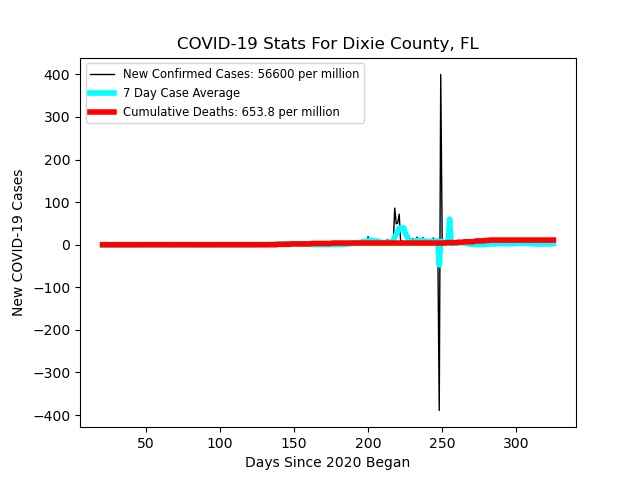 COVID-19 Stats For Dixie County, FL
New Confirmed Cases: 56600 per million
7 Day Case Average
Cumulative Deaths: 653.8 per million
New COVID-19 Cases
400
300
200
100
0
−100
−200
−300
−400
50 100 150 200 250 300
Days Since 2020 Began